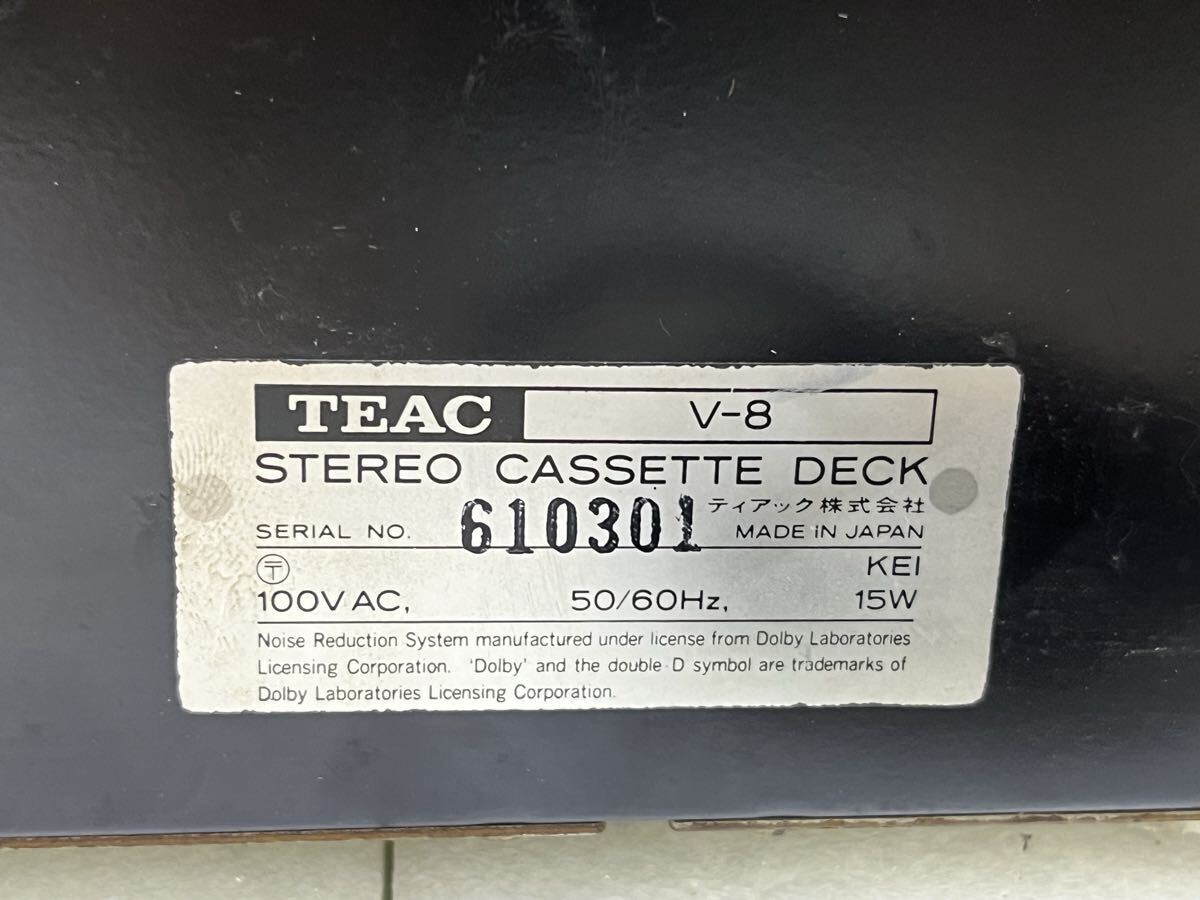 TEAC V-8
STEREO CASSETTE DECK
ティアック株式会社
SERIAL NO. 610301 MADE IN JAPAN
〶 KEI
100V AC, 50/60Hz, 15W
Noise Reduction System manufactured under license from Dolby Laboratories
Licensing Corporation. 'Dolby' and the double-D symbol are trademarks of
Dolby Laboratories Licensing Corporation.